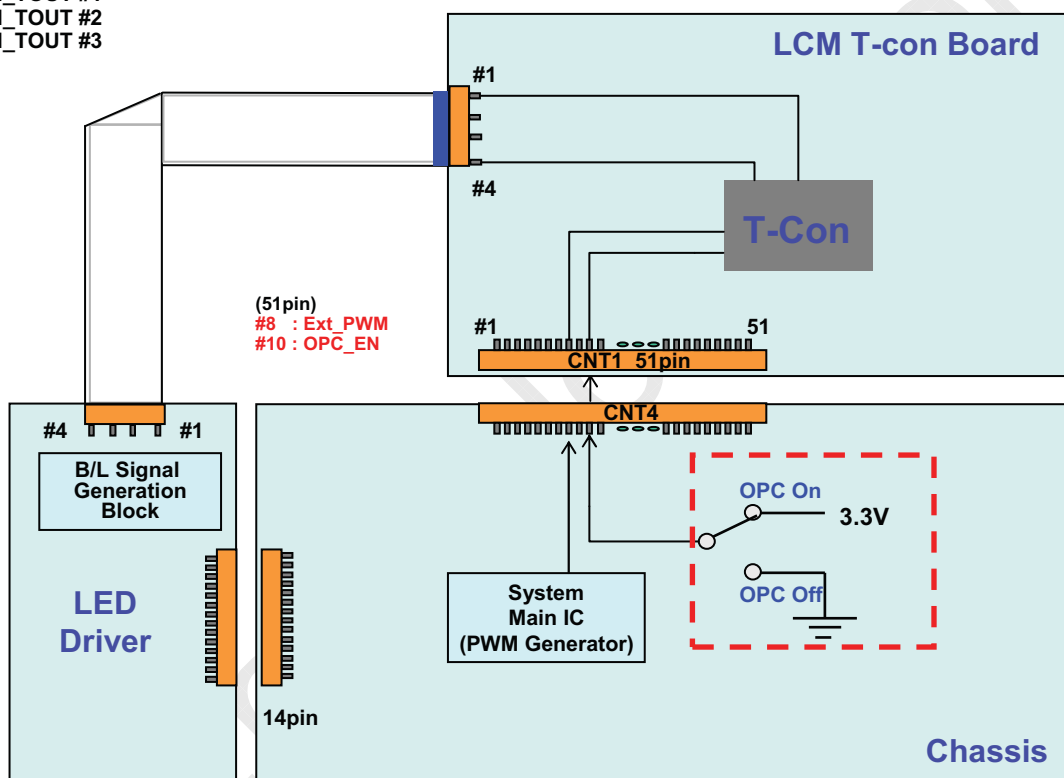 _TOUT #2
_TOUT #3
LCM T-con Board
#1
#4
T-Con
(51pin)
#8 : Ext_PWM
#10 : OPC_EN
#1
51
CNT1 51pin
CNT4
#4
#1
B/L Signal
Generation
Block
OPC On
3.3V
OPC Off
System
Main IC
(PWM Generator)
LED
Driver
14pin
Chassis